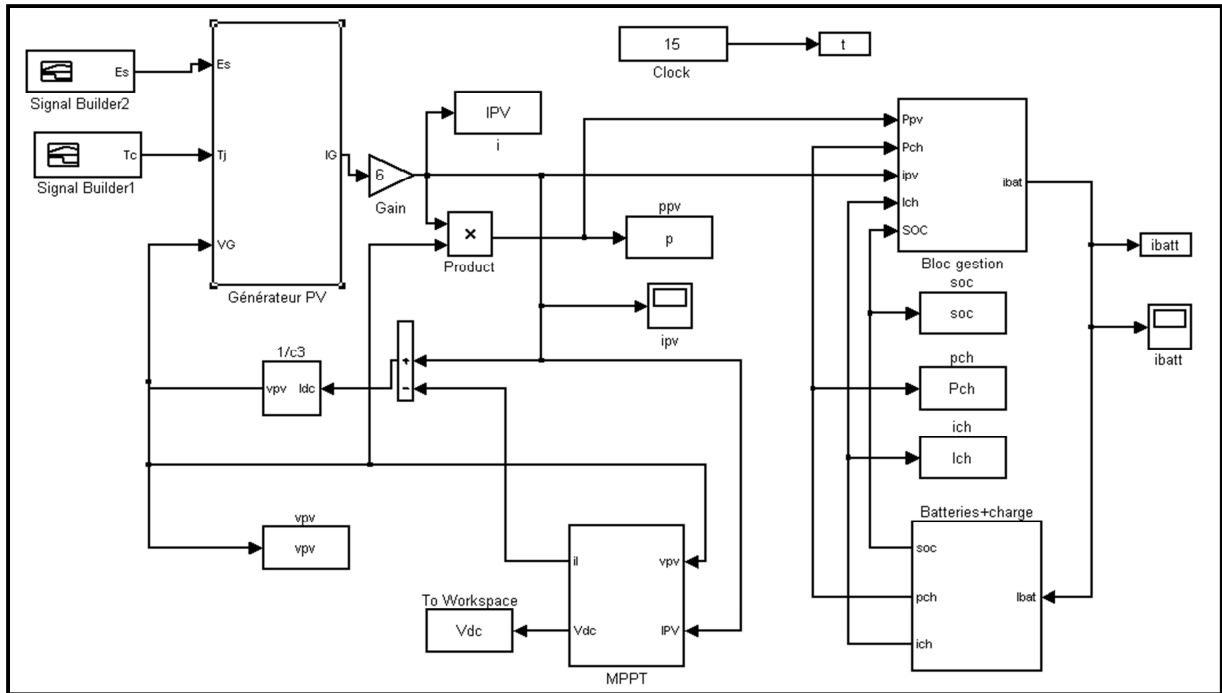 Es
Signal Builder2
Tc
Signal Builder1
Es
Tj
VG
IG
Générateur PV
6
Gain
IPV
i
×
Product
15
Clock
t
ppv
p
ipv
Ppv
Pch
ipv
Ich
SOC
ibat
Bloc gestion
ibatt
ibatt
soc
soc
pch
Pch
ich
Ich
1/c3
vpv
Idc
+
−
vpv
vpv
To Workspace
Vdc
il
Vdc
vpv
IPV
MPPT
Batteries+charge
soc
pch
ich
Ibat